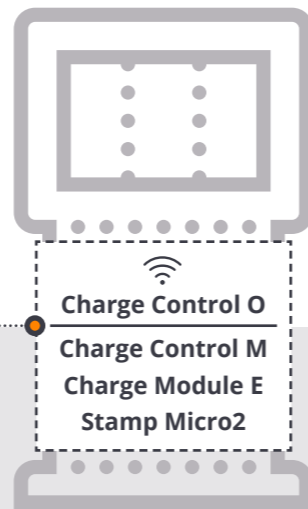 Charge Control O
Charge Control M
Charge Module E
Stamp Micro2